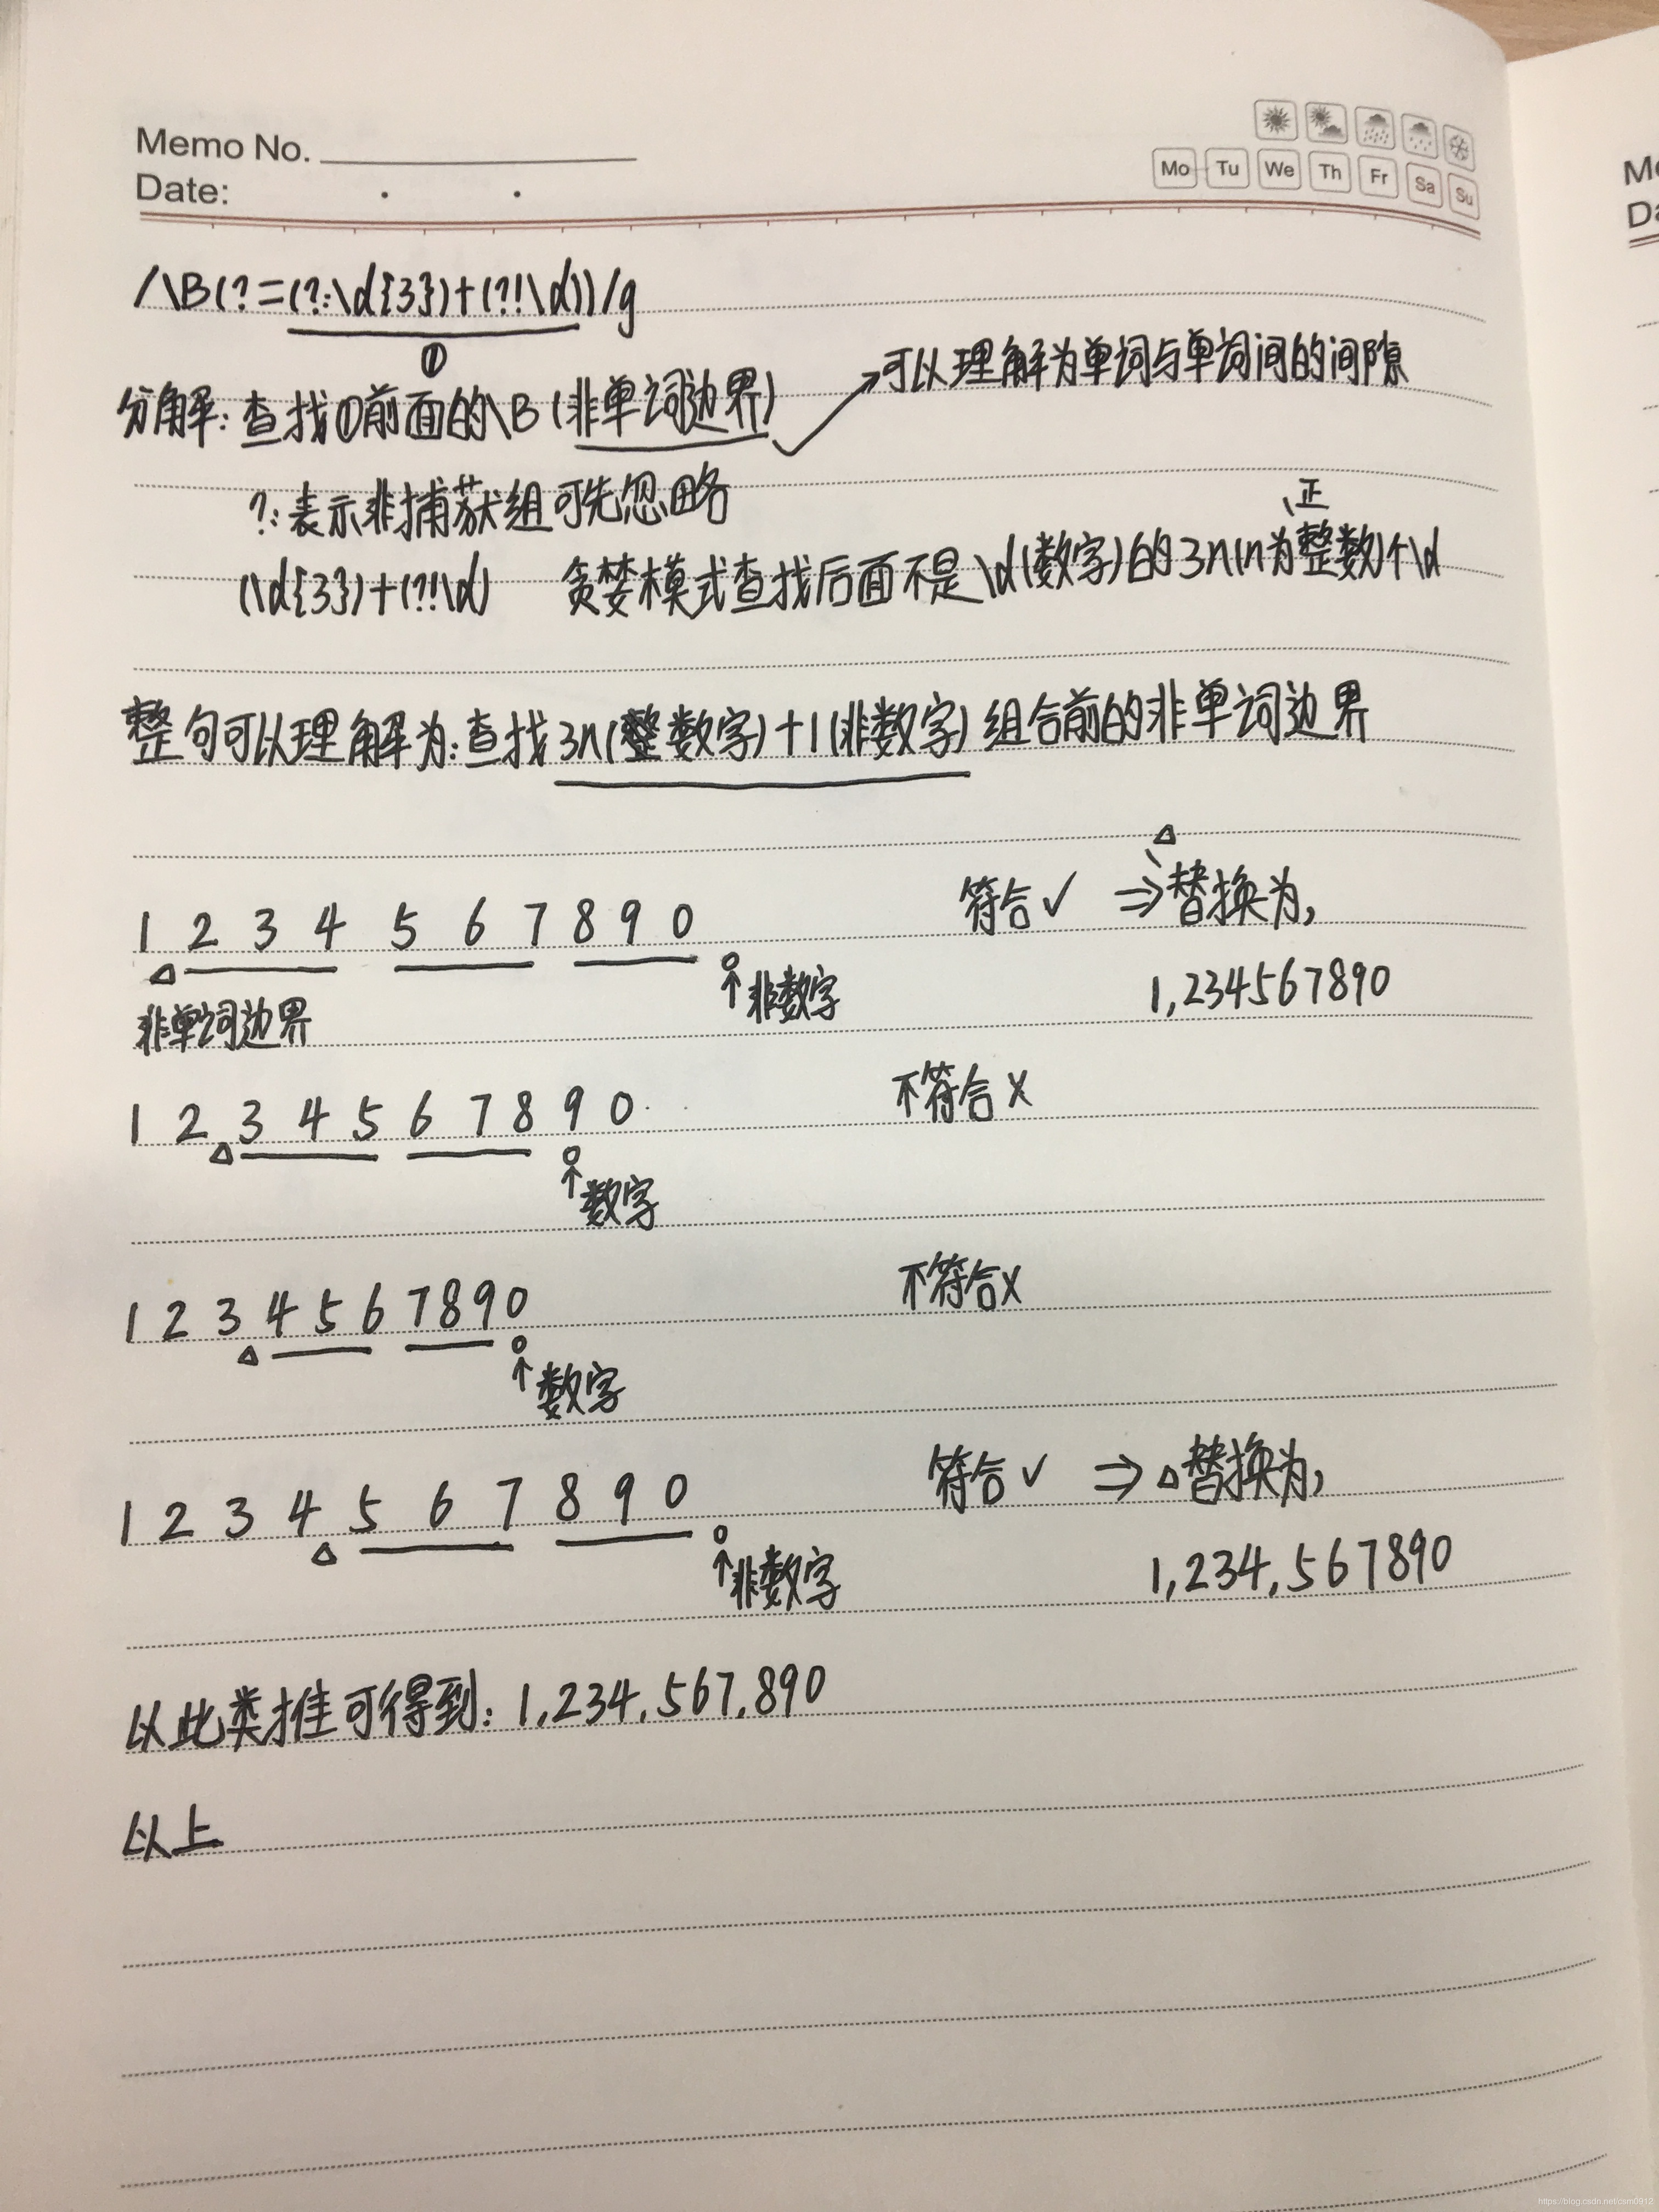 Memo No.
Date: . .
Mo Tu We Th Fr Sa Su
/\B(?=(?:\d{3})+(?!\d))/g
①
可以理解为单词与单词间的间隙
分解:查找①前面的\B(非单词边界)
?:表示非捕获组可先忽略
正
(\d{3})+(?!\d) 贪婪模式查找后面不是\d(数字)的3n(n为整数)个\d
整句可以理解为:查找3n(整数字)+1(非数字)组合前的非单词边界
△
1 2 3 4 5 6 7 8 9 0 符合✓ ⇒替换为,
△ ↑非数字 1,234567890
非单词边界
1 2 3 4 5 6 7 8 9 0 不符合 X
△ ↑数字
1 2 3 4 5 6 7 8 9 0 不符合X
△ ↑数字
1 2 3 4 5 6 7 8 9 0 符合✓ ⇒ △替换为,
△ ↑非数字 1,234,567890
以此类推可得到:1,234,567,890
以上
https://blog.csdn.net/csm0912